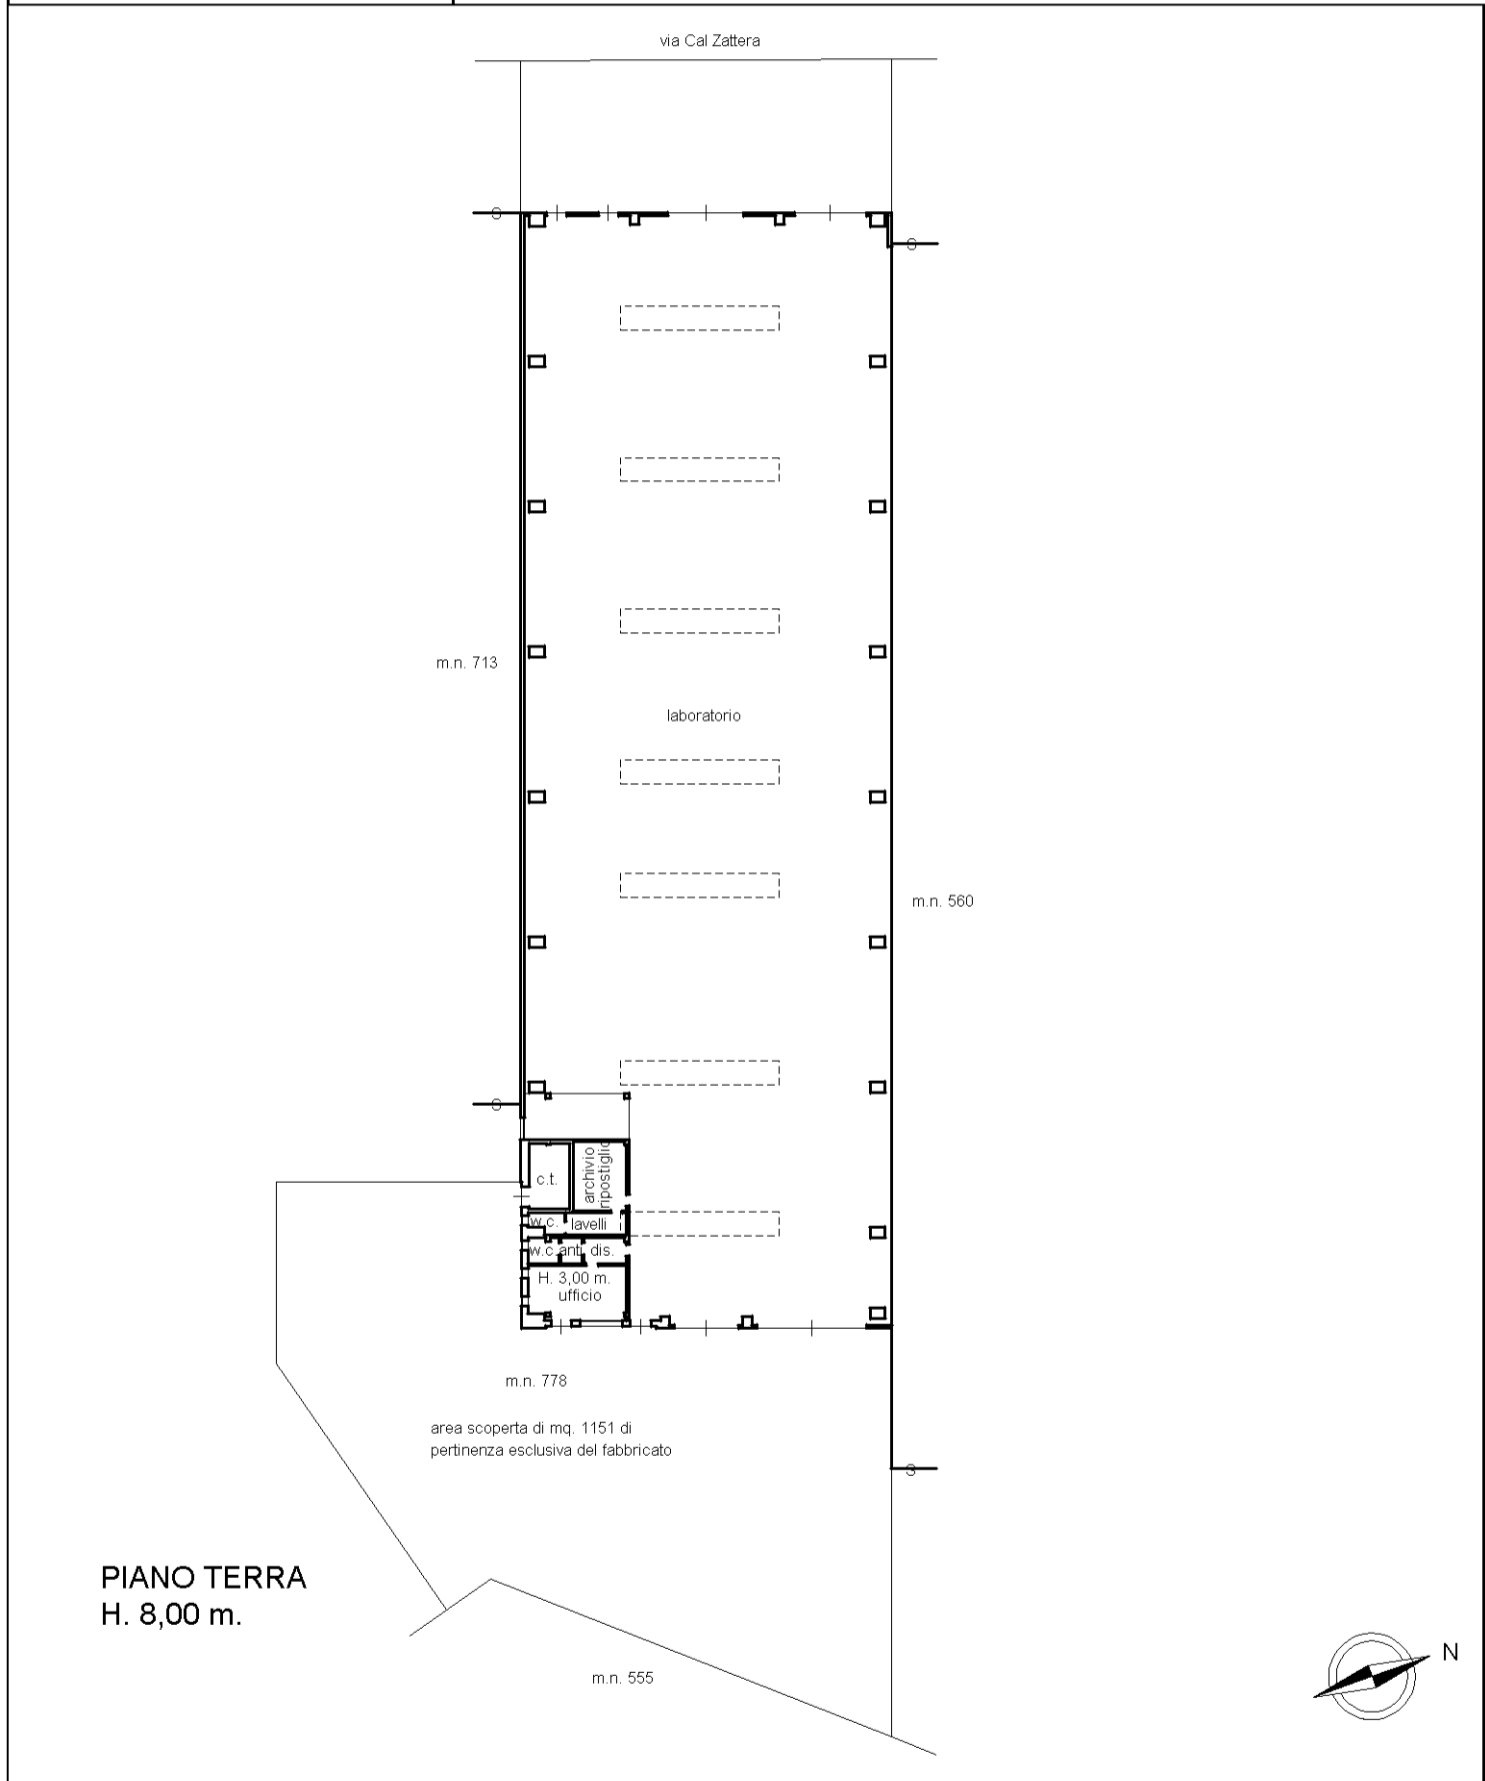 via Cal Zattera
m.n. 713
laboratorio
m.n. 560
c.t.
archivio
ripostiglio
w.c.
lavelli
w.c.
anti
dis.
H. 3,00 m.
ufficio
m.n. 778
area scoperta di mq. 1151 di
pertinenza esclusiva del fabbricato
PIANO TERRA
H. 8,00 m.
m.n. 555
N